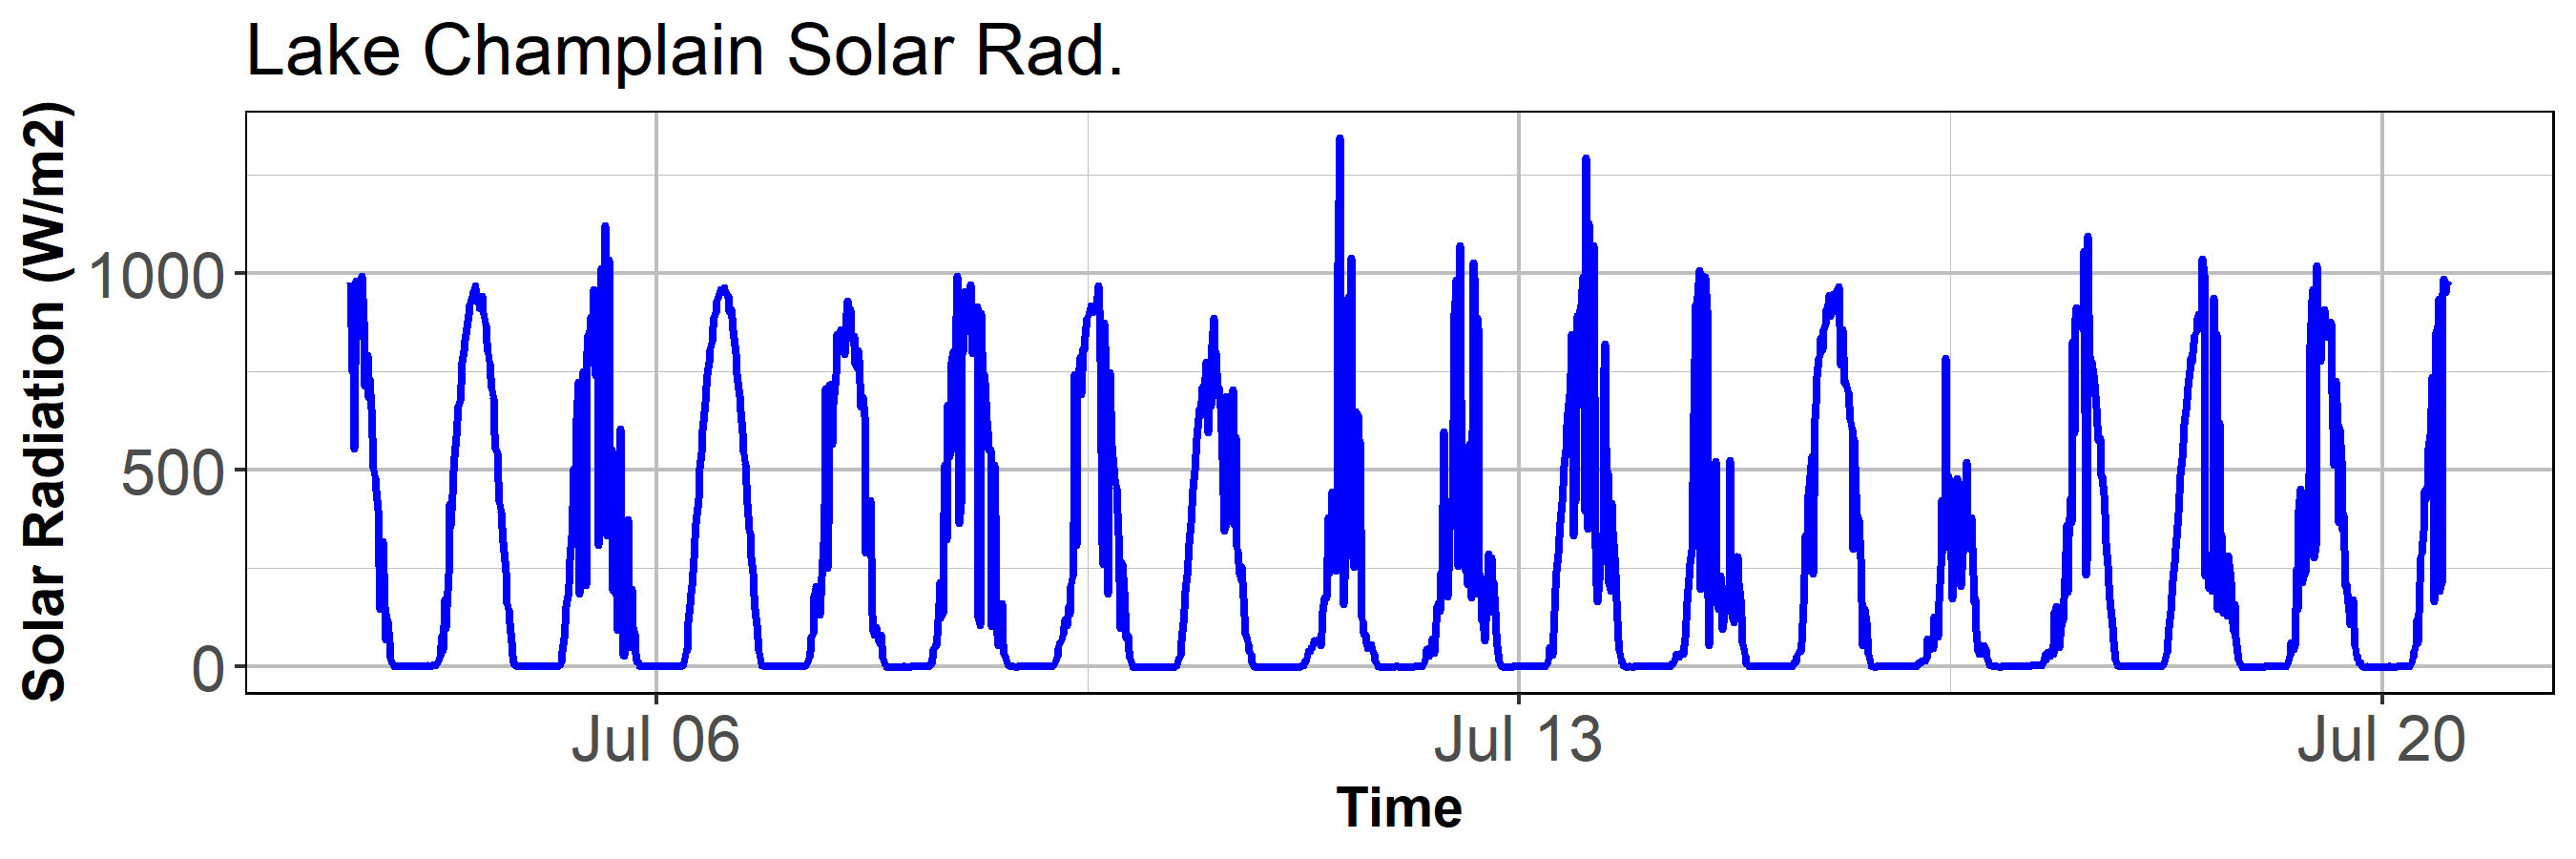 Lake Champlain Solar Rad.
Solar Radiation (W/m2)
1000
500
0
Jul 06
Jul 13
Jul 20
Time